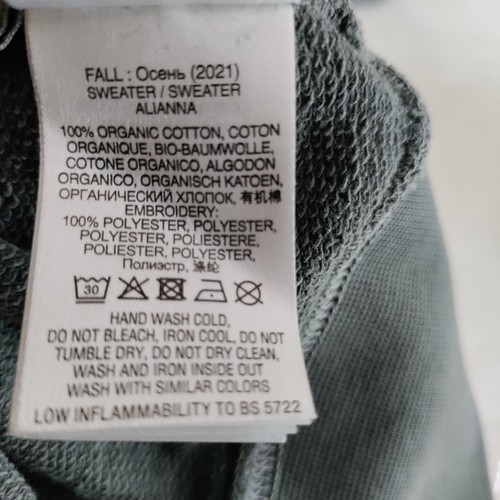 FALL : Осень (2021)
SWEATER / SWEATER
ALIANNA
100% ORGANIC COTTON, COTON
ORGANIQUE, BIO-BAUMWOLLE,
COTONE ORGANICO, ALGODON
ORGANICO, ORGANISCH KATOEN,
ОРГАНИЧЕСКИЙ ХЛОПОК, 有机棉
EMBROIDERY:
100% POLYESTER, POLYESTER,
POLYESTER, POLIESTERE,
POLIESTER, POLYESTER,
Полиэстр, 涤纶
30
HAND WASH COLD,
DO NOT BLEACH, IRON COOL, DO NOT
TUMBLE DRY, DO NOT DRY CLEAN,
WASH AND IRON INSIDE OUT
WASH WITH SIMILAR COLORS
LOW INFLAMMABILITY TO BS 5722